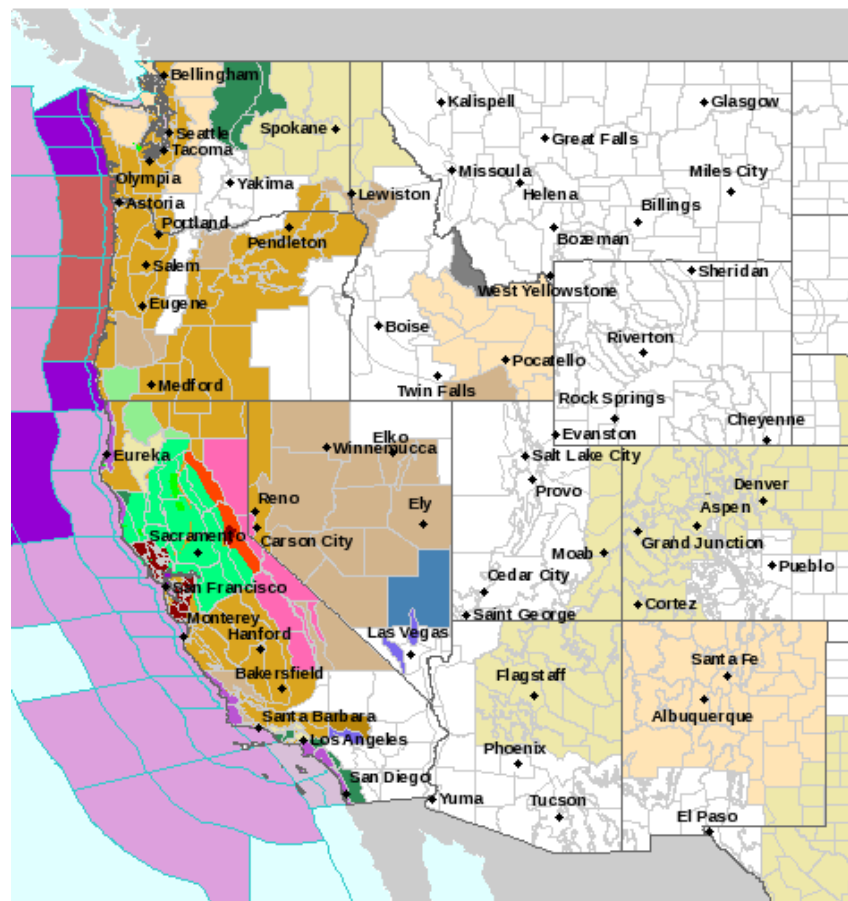 Bellingham
Kalispell
Glasgow
Seattle
Spokane
Great Falls
Tacoma
Olympia
Missoula
Miles City
Yakima
Lewiston
Helena
Astoria
Billings
Portland
Pendleton
Bozeman
Salem
Sheridan
West Yellowstone
Eugene
Boise
Riverton
Pocatello
Medford
Twin Falls
Rock Springs
Cheyenne
Elko
Evanston
Winnemucca
Eureka
Salt Lake City
Denver
Provo
Reno
Ely
Aspen
Sacramento
Carson City
Grand Junction
Moab
Pueblo
San Francisco
Cedar City
Cortez
Saint George
Monterey
Hanford
Las Vegas
Flagstaff
Santa Fe
Bakersfield
Albuquerque
Santa Barbara
Los Angeles
Phoenix
San Diego
Yuma
Tucson
El Paso